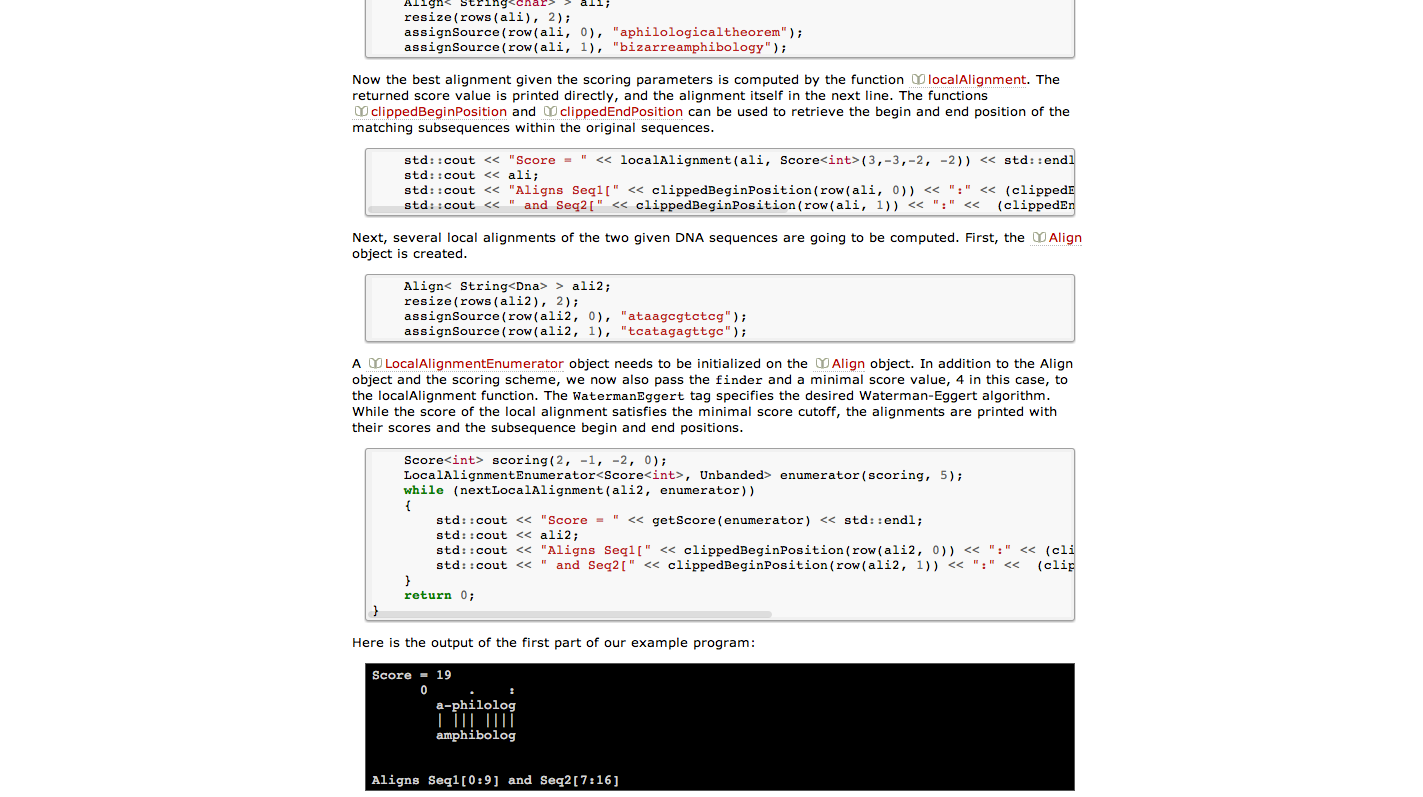 Align< String<char> > ali;
resize(rows(ali), 2);
assignSource(row(ali, 0), "aphilologicaltheorem");
assignSource(row(ali, 1), "bizarreamphibology");
Now the best alignment given the scoring parameters is computed by the function localAlignment. The
returned score value is printed directly, and the alignment itself in the next line. The functions
clippedBeginPosition and clippedEndPosition can be used to retrieve the begin and end position of the
matching subsequences within the original sequences.
std::cout << "Score = " << localAlignment(ali, Score<int>(3,-3,-2, -2)) << std::endl
std::cout << ali;
std::cout << "Aligns Seq1[" << clippedBeginPosition(row(ali, 0)) << ":" << (clippedE
std::cout << " and Seq2[" << clippedBeginPosition(row(ali, 1)) << ":" <<  (clippedEn
Next, several local alignments of the two given DNA sequences are going to be computed. First, the Align
object is created.
Align< String<Dna> > ali2;
resize(rows(ali2), 2);
assignSource(row(ali2, 0), "ataagcgtctcg");
assignSource(row(ali2, 1), "tcatagagttgc");
A LocalAlignmentEnumerator object needs to be initialized on the Align object. In addition to the Align
object and the scoring scheme, we now also pass the finder and a minimal score value, 4 in this case, to
the localAlignment function. The WatermanEggert tag specifies the desired Waterman-Eggert algorithm.
While the score of the local alignment satisfies the minimal score cutoff, the alignments are printed with
their scores and the subsequence begin and end positions.
Score<int> scoring(2, -1, -2, 0);
LocalAlignmentEnumerator<Score<int>, Unbanded> enumerator(scoring, 5);
while (nextLocalAlignment(ali2, enumerator))
{
std::cout << "Score = " << getScore(enumerator) << std::endl;
std::cout << ali2;
std::cout << "Aligns Seq1[" << clippedBeginPosition(row(ali2, 0)) << ":" << (cli
std::cout << " and Seq2[" << clippedBeginPosition(row(ali2, 1)) << ":" <<  (clip
}
return 0;
}
Here is the output of the first part of our example program:
Score = 19
0     .    :
a-philolog
| ||| ||||
amphibolog
Aligns Seq1[0:9] and Seq2[7:16]